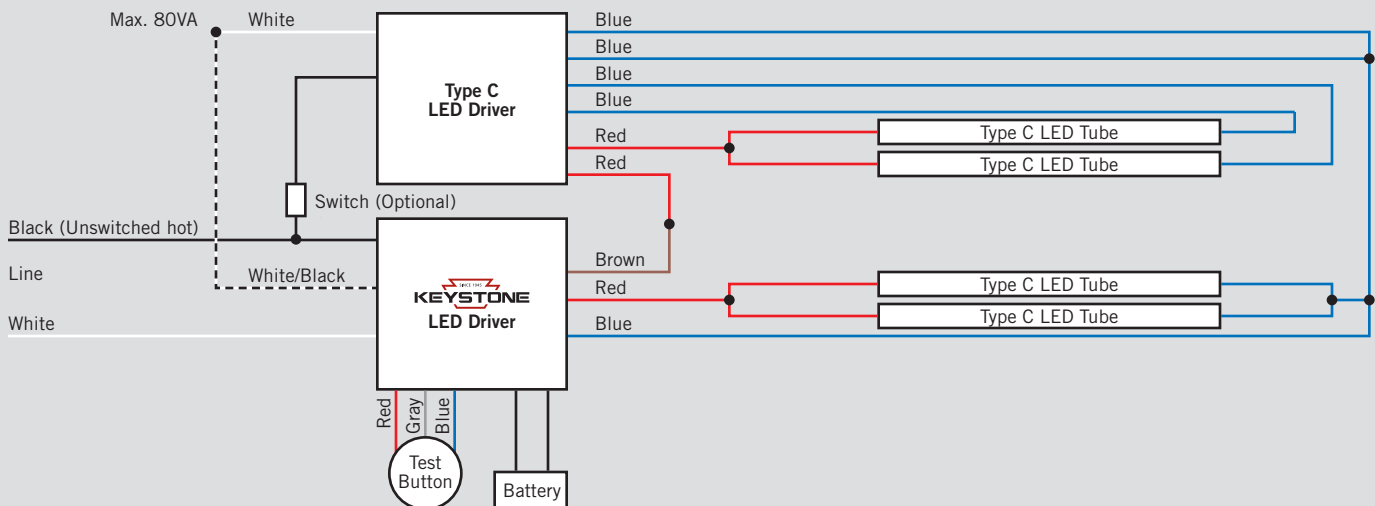 Max. 80VA
White
Type C
LED Driver
Blue
Blue
Blue
Blue
Red
Red
Type C LED Tube
Type C LED Tube
Switch (Optional)
Black (Unswitched hot)
Line
White/Black
White
SINCE 1945
KEYSTONE
LED Driver
Brown
Red
Blue
Type C LED Tube
Type C LED Tube
Red
Gray
Blue
Test
Button
Battery